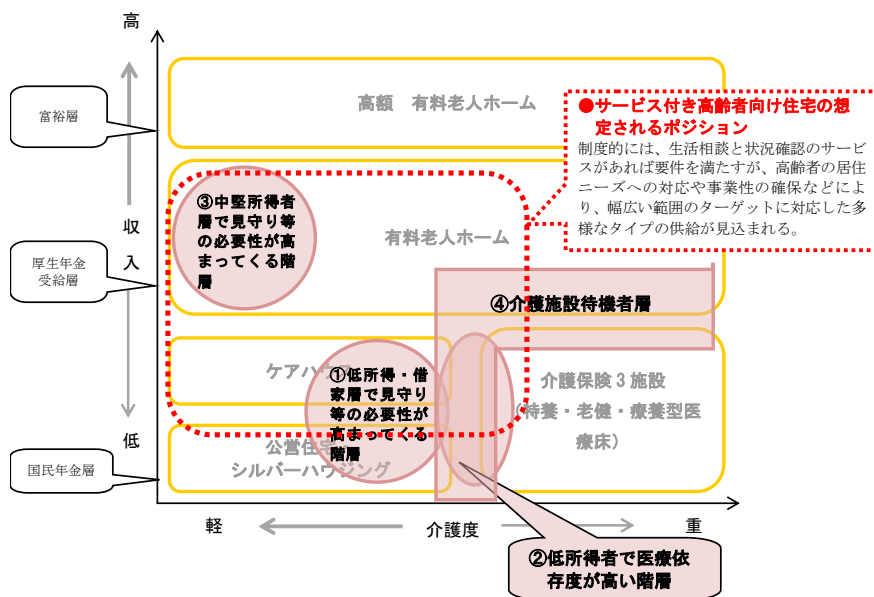 高
富裕層
高額 有料老人ホーム
●サービス付き高齢者向け住宅の想
定されるポジション
制度的には、生活相談と状況確認のサービ
スがあれば要件を満たすが、高齢者の居住
ニーズへの対応や事業性の確保などによ
り、幅広い範囲のターゲットに対応した多
様なタイプの供給が見込まれる。
③中堅所得者
層で見守り等
の必要性が高
まってくる階
層
収
入
有料老人ホーム
厚生年金
受給層
④介護施設待機者層
ケアハウス
①低所得・借
家層で見守り
等の必要性が
高まってくる
階層
介護保険3施設
(特養・老健・療養型医
療床)
低
公営住宅
シルバーハウジング
国民年金層
軽
介護度
重
②低所得者で医療依
存度が高い階層